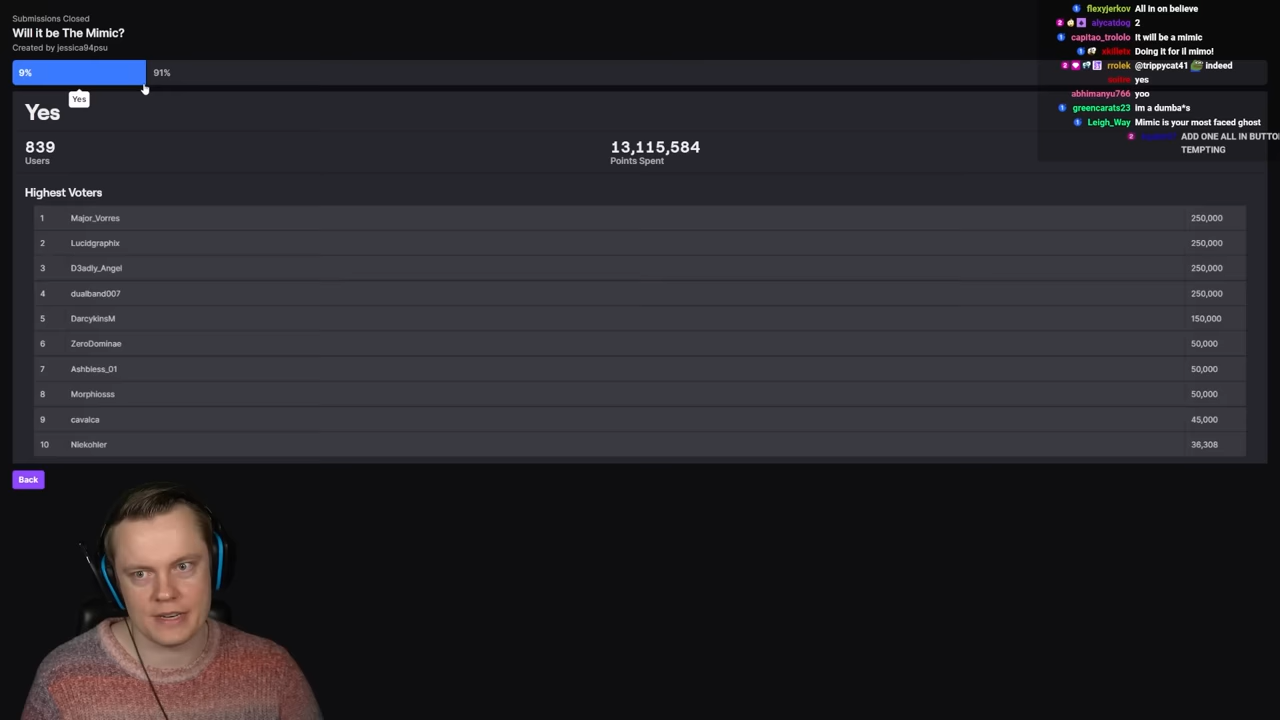 Submissions Closed
Will it be The Mimic?
Created by jessica94psu
9%
91%
Yes
Yes
839
Users
13,115,584
Points Spent
Highest Voters
1 Major_Vorres 250,000
2 Lucidgraphix 250,000
3 D3adly_Angel 250,000
4 dualband007 250,000
5 DarcykinsM 150,000
6 ZeroDominae 50,000
7 Ashbless_01 50,000
8 Morphiosss 50,000
9 cavalca 45,000
10 Niekohler 36,308
Back
flexyjerkov All in on believe
alycatdog 2
capitao_trololo It will be a mimic
Doing it for il mimo!
rrolek @trippycat41 indeed
yes
abhimanyu766 yoo
greencarats23 im a dumba*s
Leigh_Way Mimic is your most faced ghost
ADD ONE ALL IN BUTTO
TEMPTING